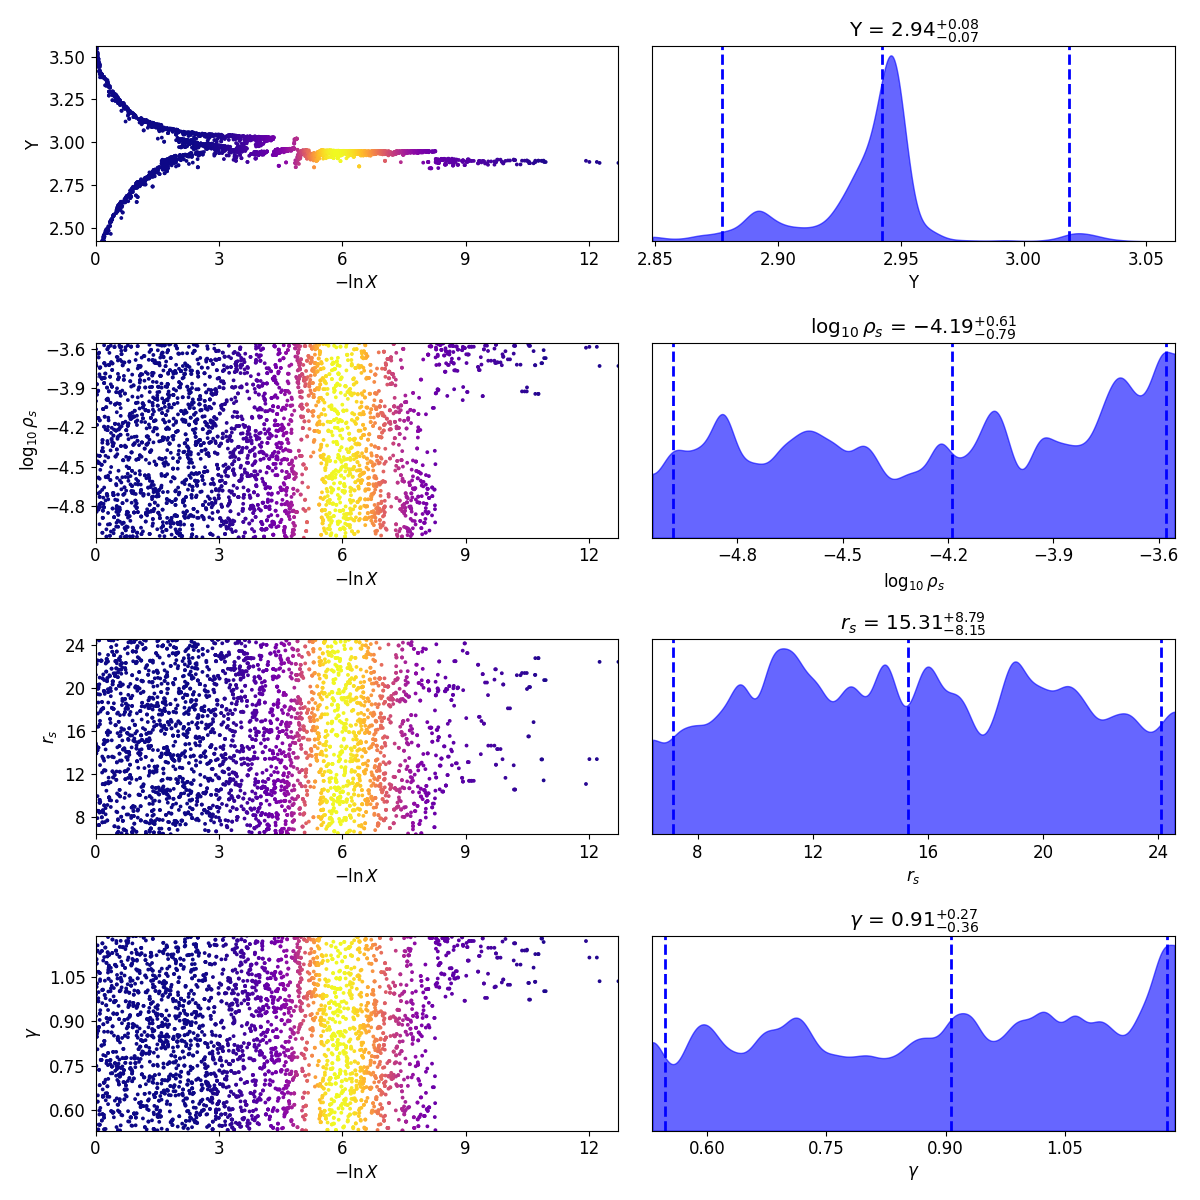 Y = 2.94+0.08 −0.07
3.50
3.25
3.00
2.75
2.50
Y
0 3 6 9 12
−ln X
2.85 2.90 2.95 3.00 3.05
Y
log10 ρs = −4.19+0.61 −0.79
−3.6
−3.9
−4.2
−4.5
−4.8
log10 ρs
0 3 6 9 12
−ln X
−4.8 −4.5 −4.2 −3.9 −3.6
log10 ρs
rs = 15.31+8.79 −8.15
24
20
16
12
8
rs
0 3 6 9 12
−ln X
8 12 16 20 24
rs
γ = 0.91+0.27 −0.36
1.05
0.90
0.75
0.60
γ
0 3 6 9 12
−ln X
0.60 0.75 0.90 1.05
γ